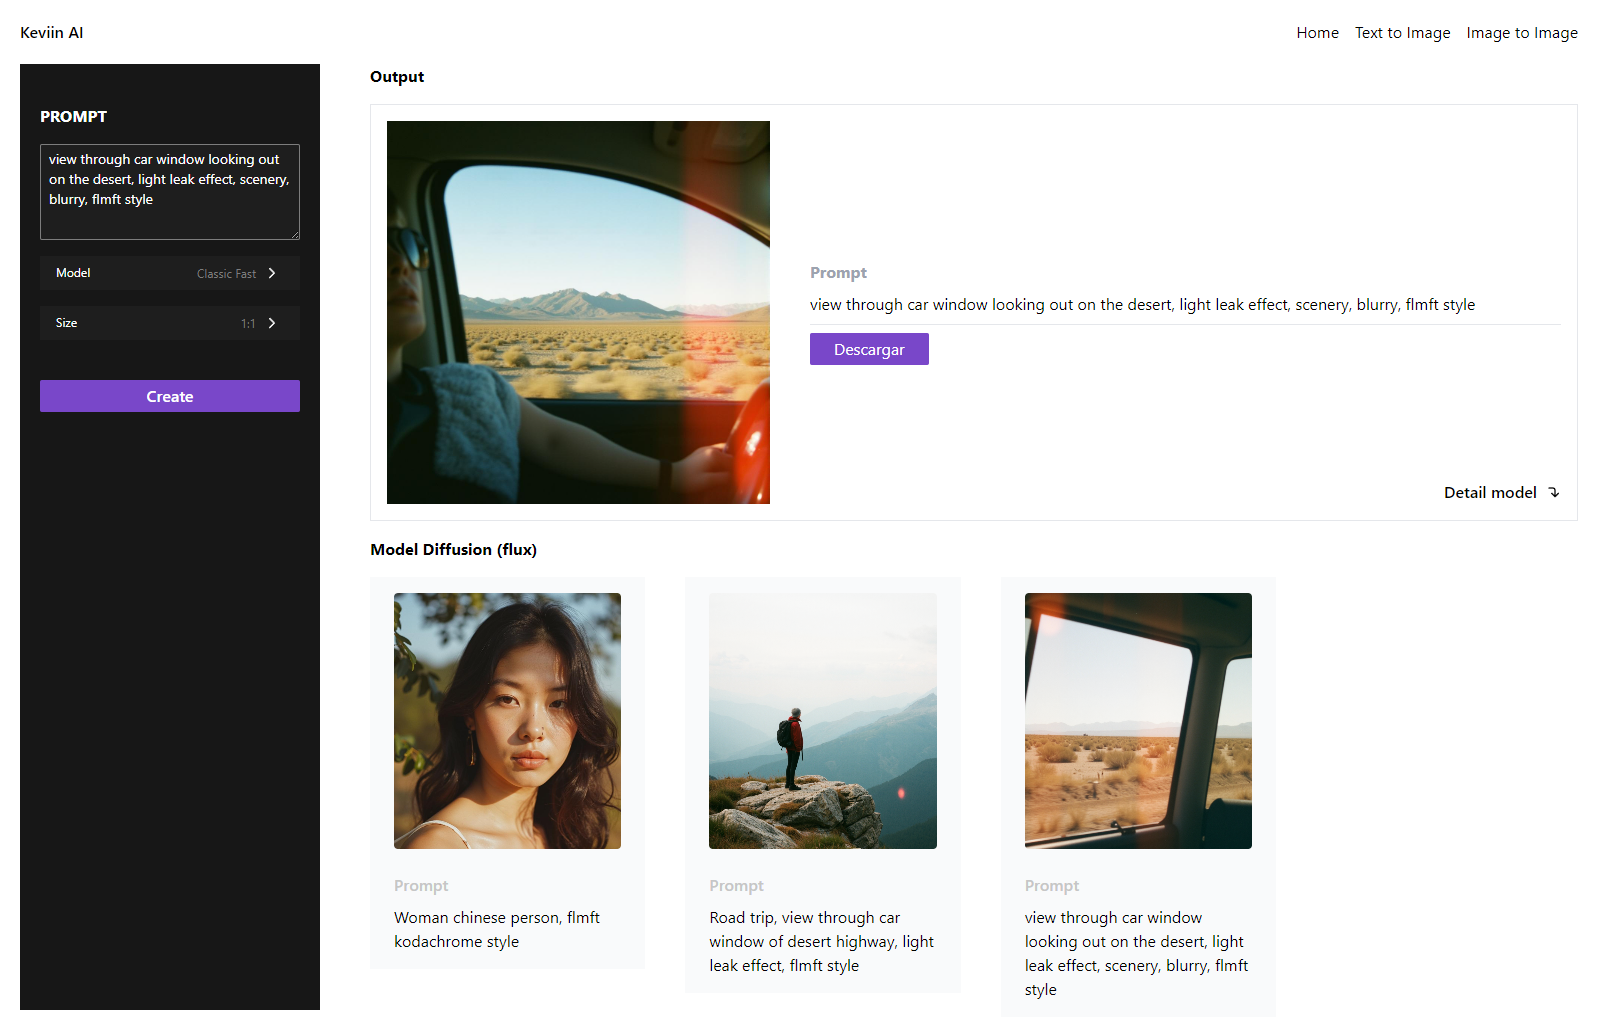 Keviin AI
Home
Text to Image
Image to Image
PROMPT
view through car window looking out
on the desert, light leak effect, scenery,
blurry, flmft style
Model
Classic Fast
Size
1:1
Create
Output
Prompt
view through car window looking out on the desert, light leak effect, scenery, blurry, flmft style
Descargar
Detail model
Model Diffusion (flux)
Prompt
Woman chinese person, flmft
kodachrome style
Prompt
Road trip, view through car
window of desert highway, light
leak effect, flmft style
Prompt
view through car window
looking out on the desert, light
leak effect, scenery, blurry, flmft
style